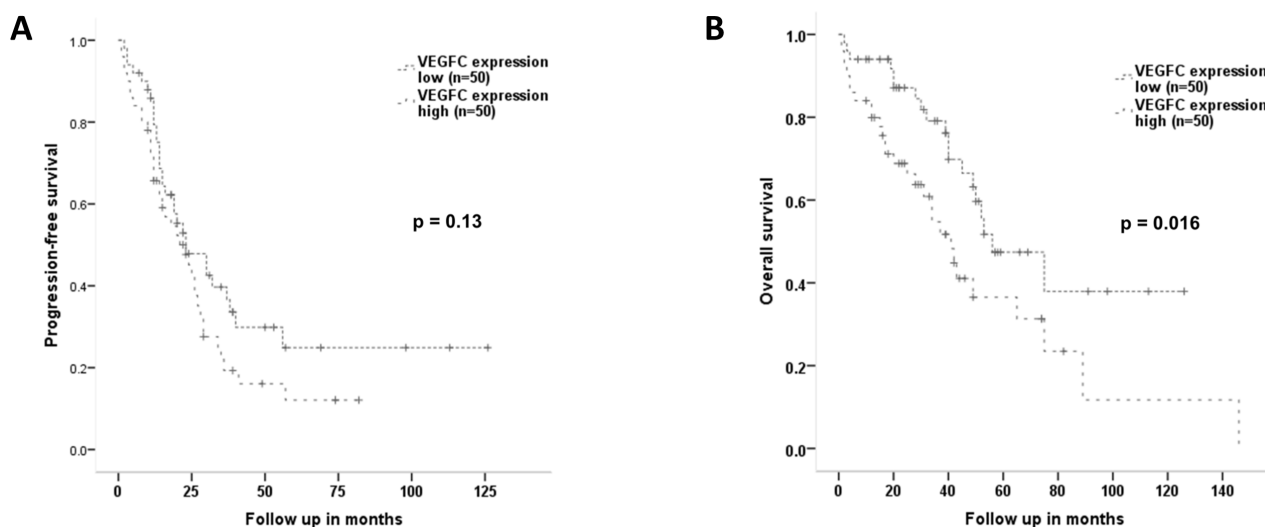 A
Progression-free survival
1.0
0.8
0.6
0.4
0.2
0.0
VEGFC expression
low (n=50)
VEGFC expression
high (n=50)
p = 0.13
0 25 50 75 100 125
Follow up in months
B
Overall survival
1.0
0.8
0.6
0.4
0.2
0.0
VEGFC expression
low (n=50)
VEGFC expression
high (n=50)
p = 0.016
0 20 40 60 80 100 120 140
Follow up in months